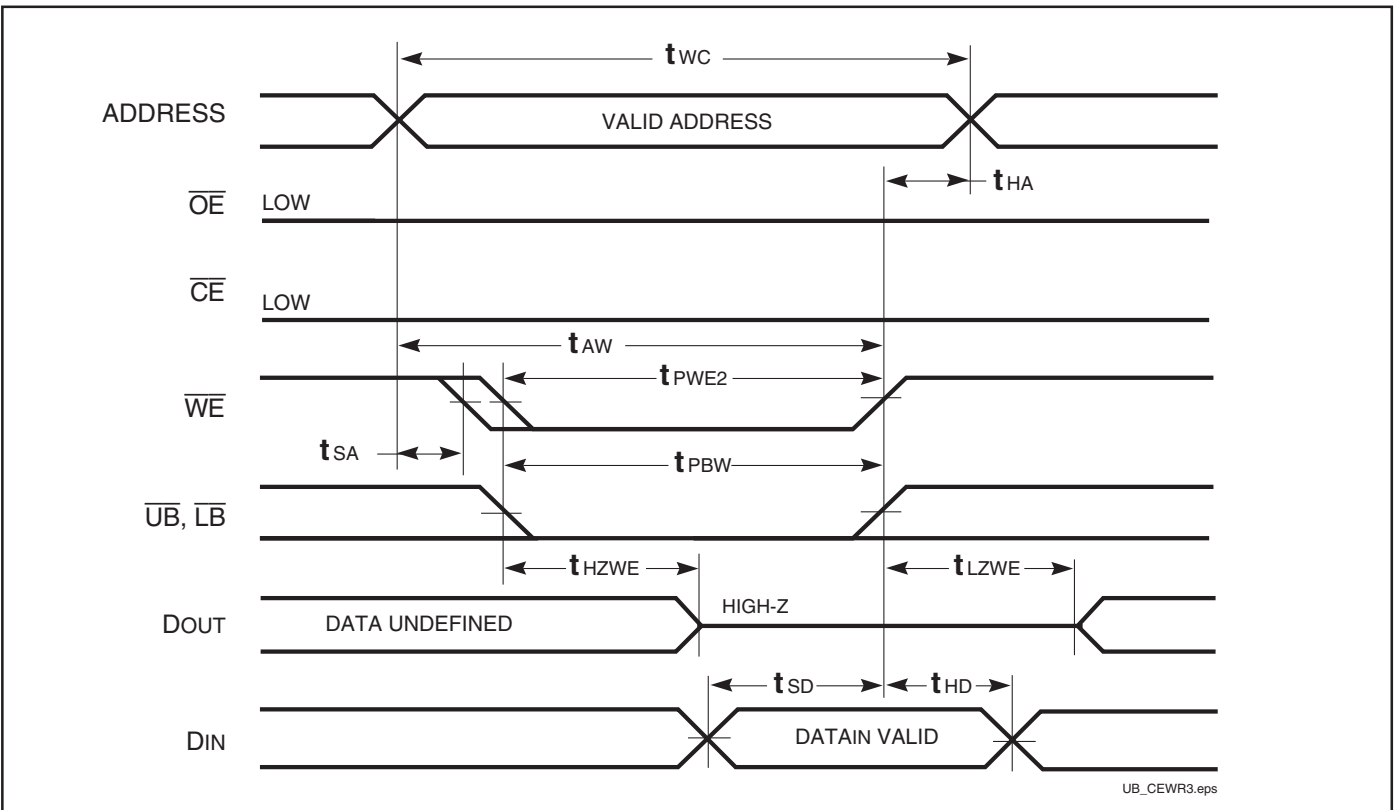 tWC
ADDRESS
VALID ADDRESS
tHA
OE
LOW
CE
LOW
tAW
tPWE2
WE
tSA
tPBW
UB, LB
tHZWE
tLZWE
DOUT
DATA UNDEFINED
HIGH-Z
tSD
tHD
DIN
DATAIN VALID
UB_CEWR3.eps